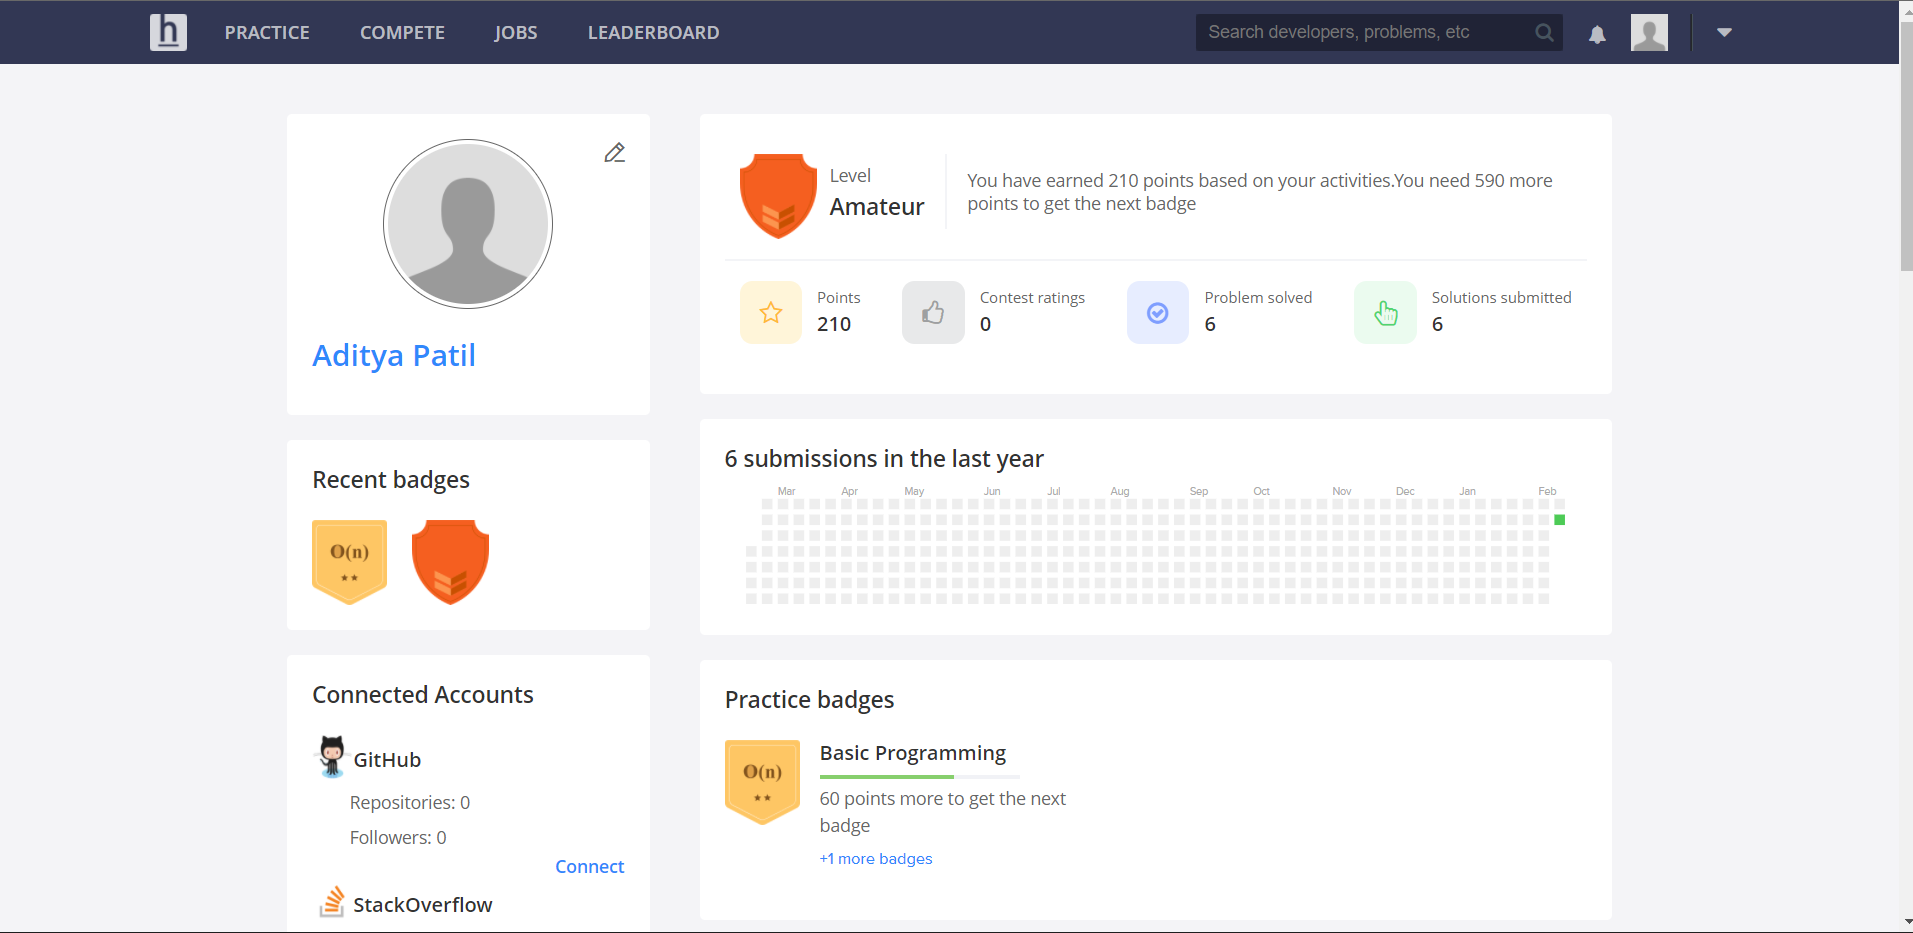 h PRACTICE COMPETE JOBS LEADERBOARD Search developers, problems, etc
Aditya Patil
Recent badges
O(n)
Connected Accounts
GitHub
Repositories: 0
Followers: 0
Connect
StackOverflow
Level
Amateur
You have earned 210 points based on your activities.You need 590 more
points to get the next badge
Points
210
Contest ratings
0
Problem solved
6
Solutions submitted
6
6 submissions in the last year
Mar Apr May Jun Jul Aug Sep Oct Nov Dec Jan Feb
Practice badges
O(n)
Basic Programming
60 points more to get the next
badge
+1 more badges